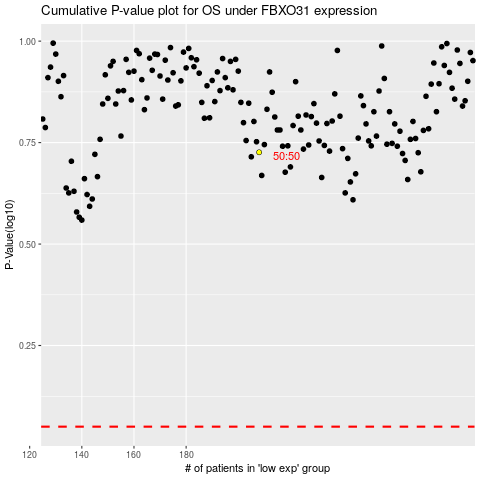 Cumulative P-value plot for OS under FBXO31 expression
P-Value(log10)
1.00
0.75
0.50
0.25
50:50
120 140 160 180
# of patients in 'low exp' group